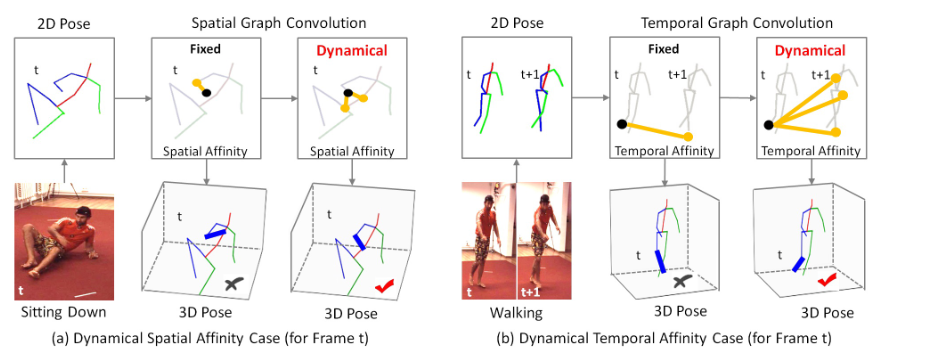 2D Pose
Spatial Graph Convolution
Fixed
Dynamical
t
t
t
Spatial Affinity
Spatial Affinity
t
t
t
Sitting Down
3D Pose
3D Pose
(a) Dynamical Spatial Affinity Case (for Frame t)
2D Pose
Temporal Graph Convolution
Fixed
Dynamical
t
t+1
t
t+1
t
t+1
Temporal Affinity
Temporal Affinity
t
t+1
t
t
Walking
3D Pose
3D Pose
(b) Dynamical Temporal Affinity Case (for Frame t)